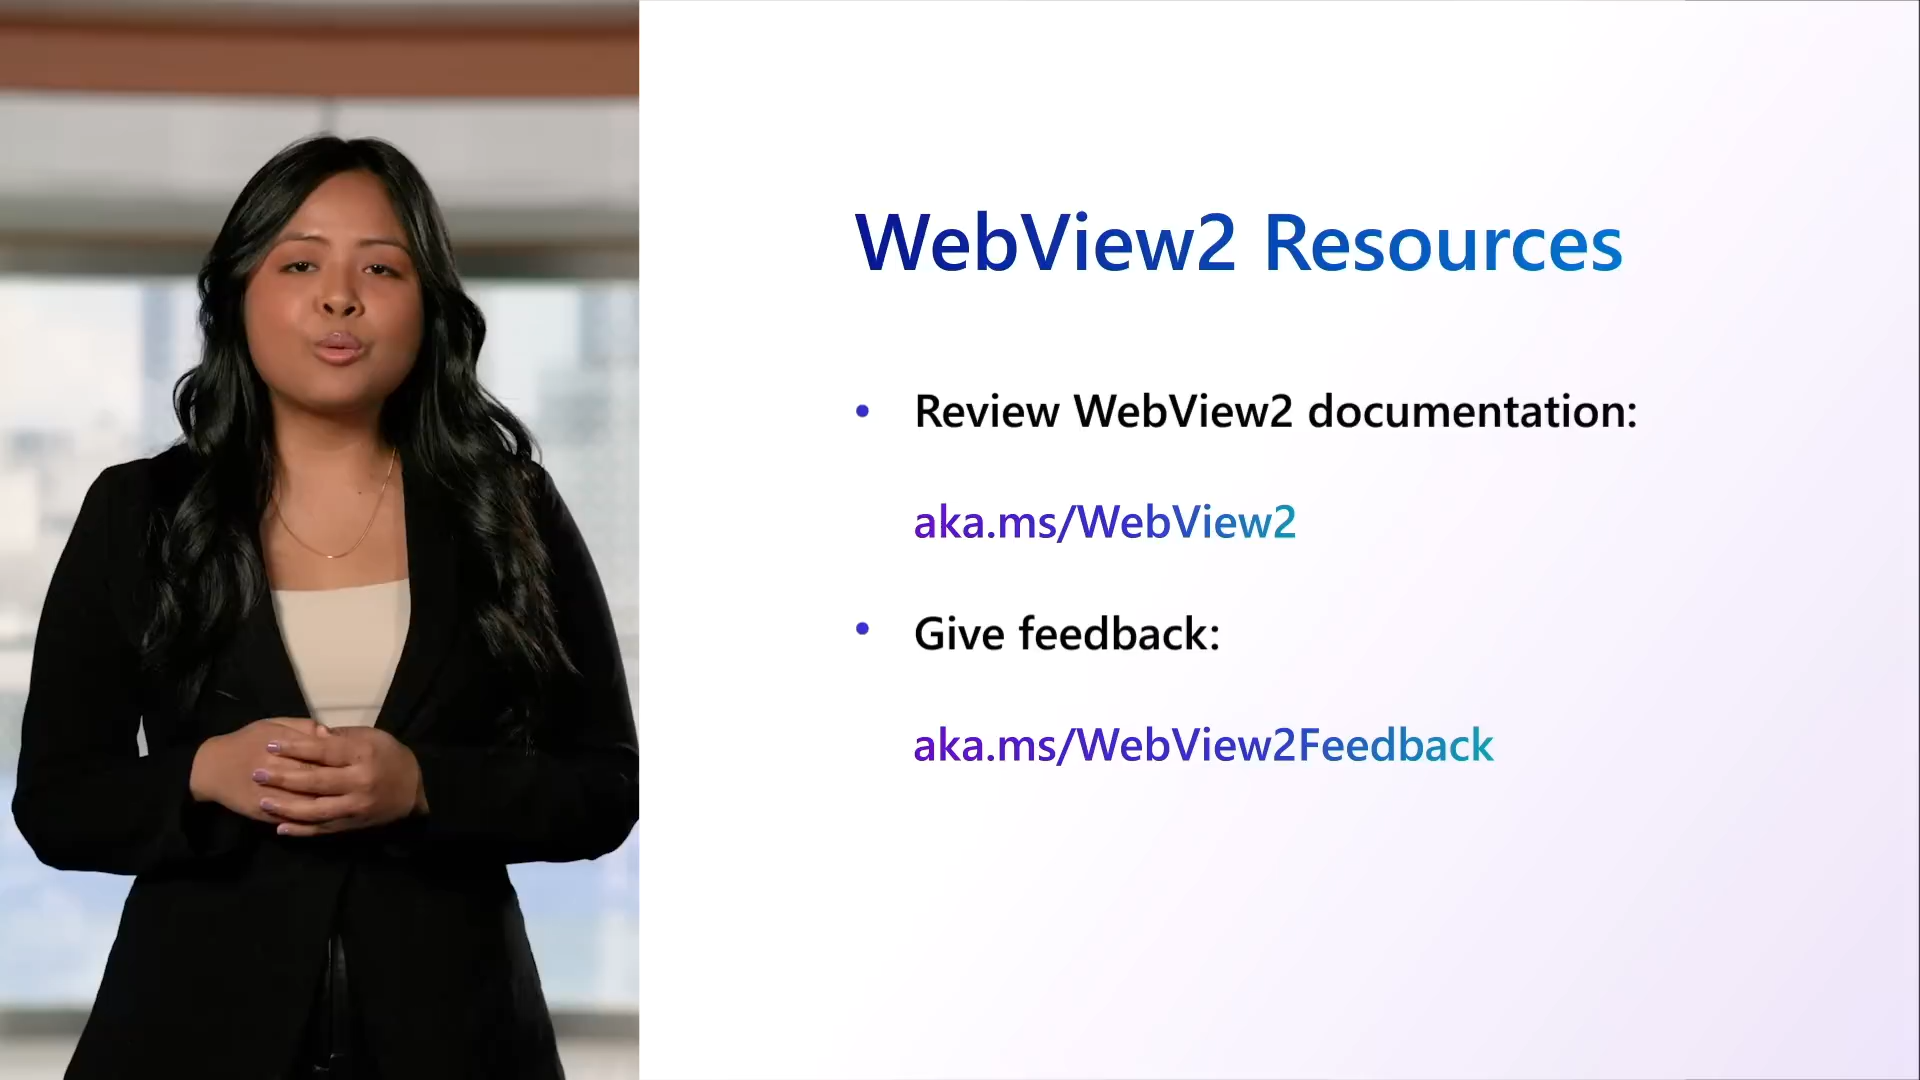 WebView2 Resources
• Review WebView2 documentation:
aka.ms/WebView2
• Give feedback:
aka.ms/WebView2Feedback